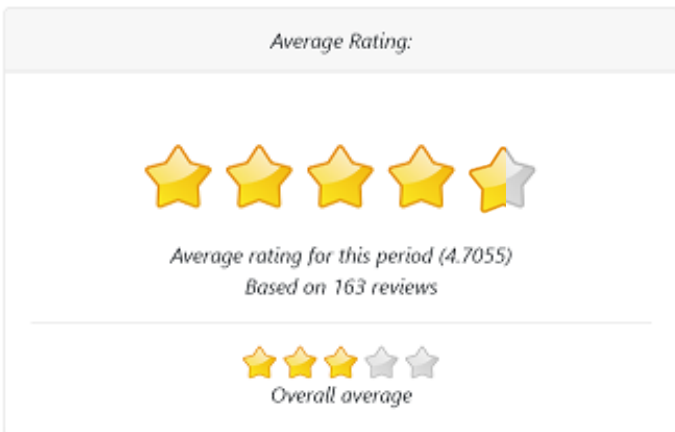 Average Rating:
Average rating for this period (4.7055)
Based on 163 reviews
Overall average